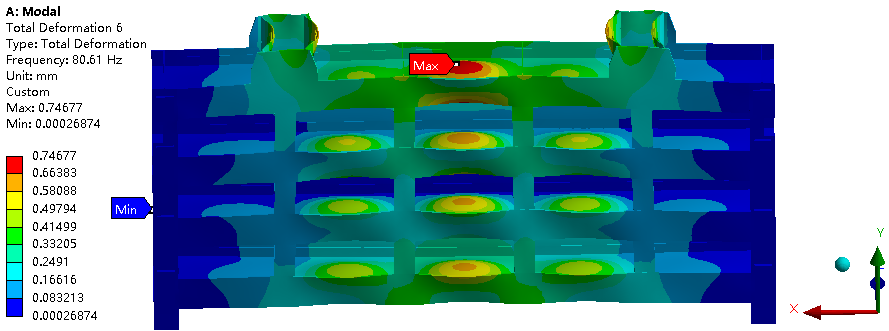 A: Modal
Total Deformation 6
Type: Total Deformation
Frequency: 80.61 Hz
Unit: mm
Custom
Max: 0.74677
Min: 0.00026874
0.74677
0.66383
0.58088
0.49794
0.41499
0.33205
0.2491
0.16616
0.083213
0.00026874
Max
Min
Y
X